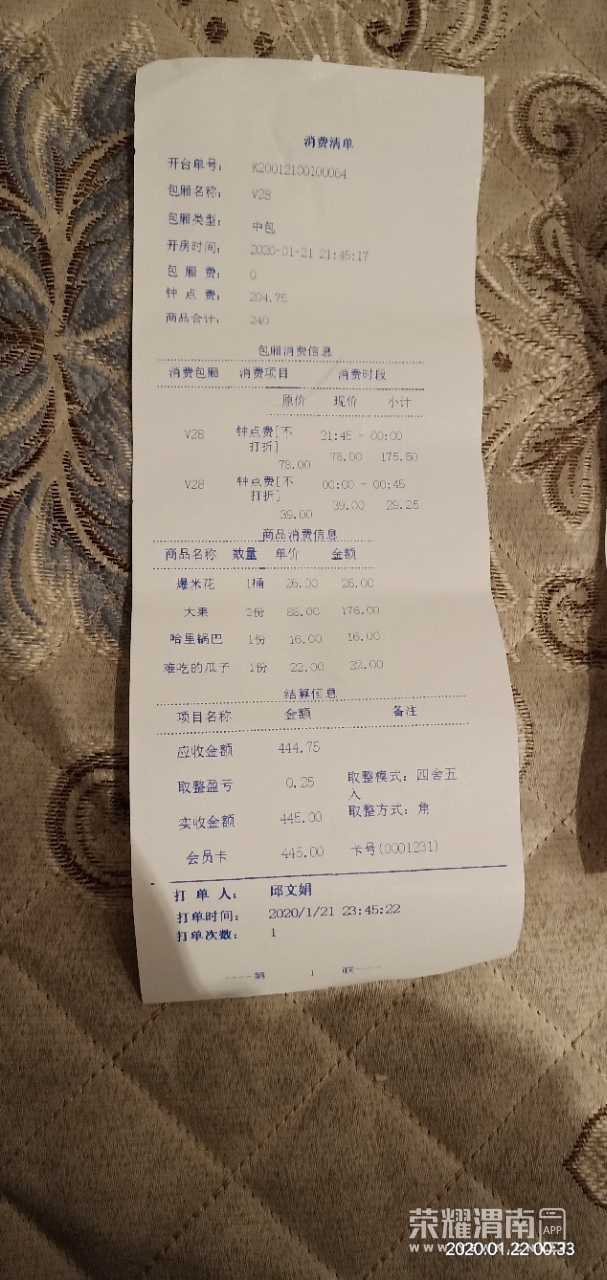 消费清单
开台单号： K20012100100064
包厢名称： V28
包厢类型： 中包
开房时间： 2020-01-21 21:45:17
包 厢 费： 0
钟 点 费： 204.75
商品合计： 240
包厢消费信息
消费包厢 消费项目 消费时段
原价 现价 小计
V28 钟点费[不 21:45 - 00:00
打折]
78.00 78.00 175.50
V28 钟点费[不 00:00 - 00:45
打折]
39.00 39.00 29.25
商品消费信息
商品名称 数量 单价 金额
爆米花 1桶 26.00 26.00
大果 2份 88.00 176.00
哈里锅巴 1份 16.00 16.00
难吃的瓜子 1份 22.00 22.00
结算信息
项目名称 金额 备注
应收金额 444.75
取整盈亏 0.25 取整模式：四舍五
入
取整方式：角
实收金额 445.00
会员卡 445.00 卡号(0001231)
打 单 人： 邱文娟
打单时间： 2020/1/21 23:45:22
打单次数： 1
----第 1 联----
荣耀渭南 APP
2020.01.22 00:33